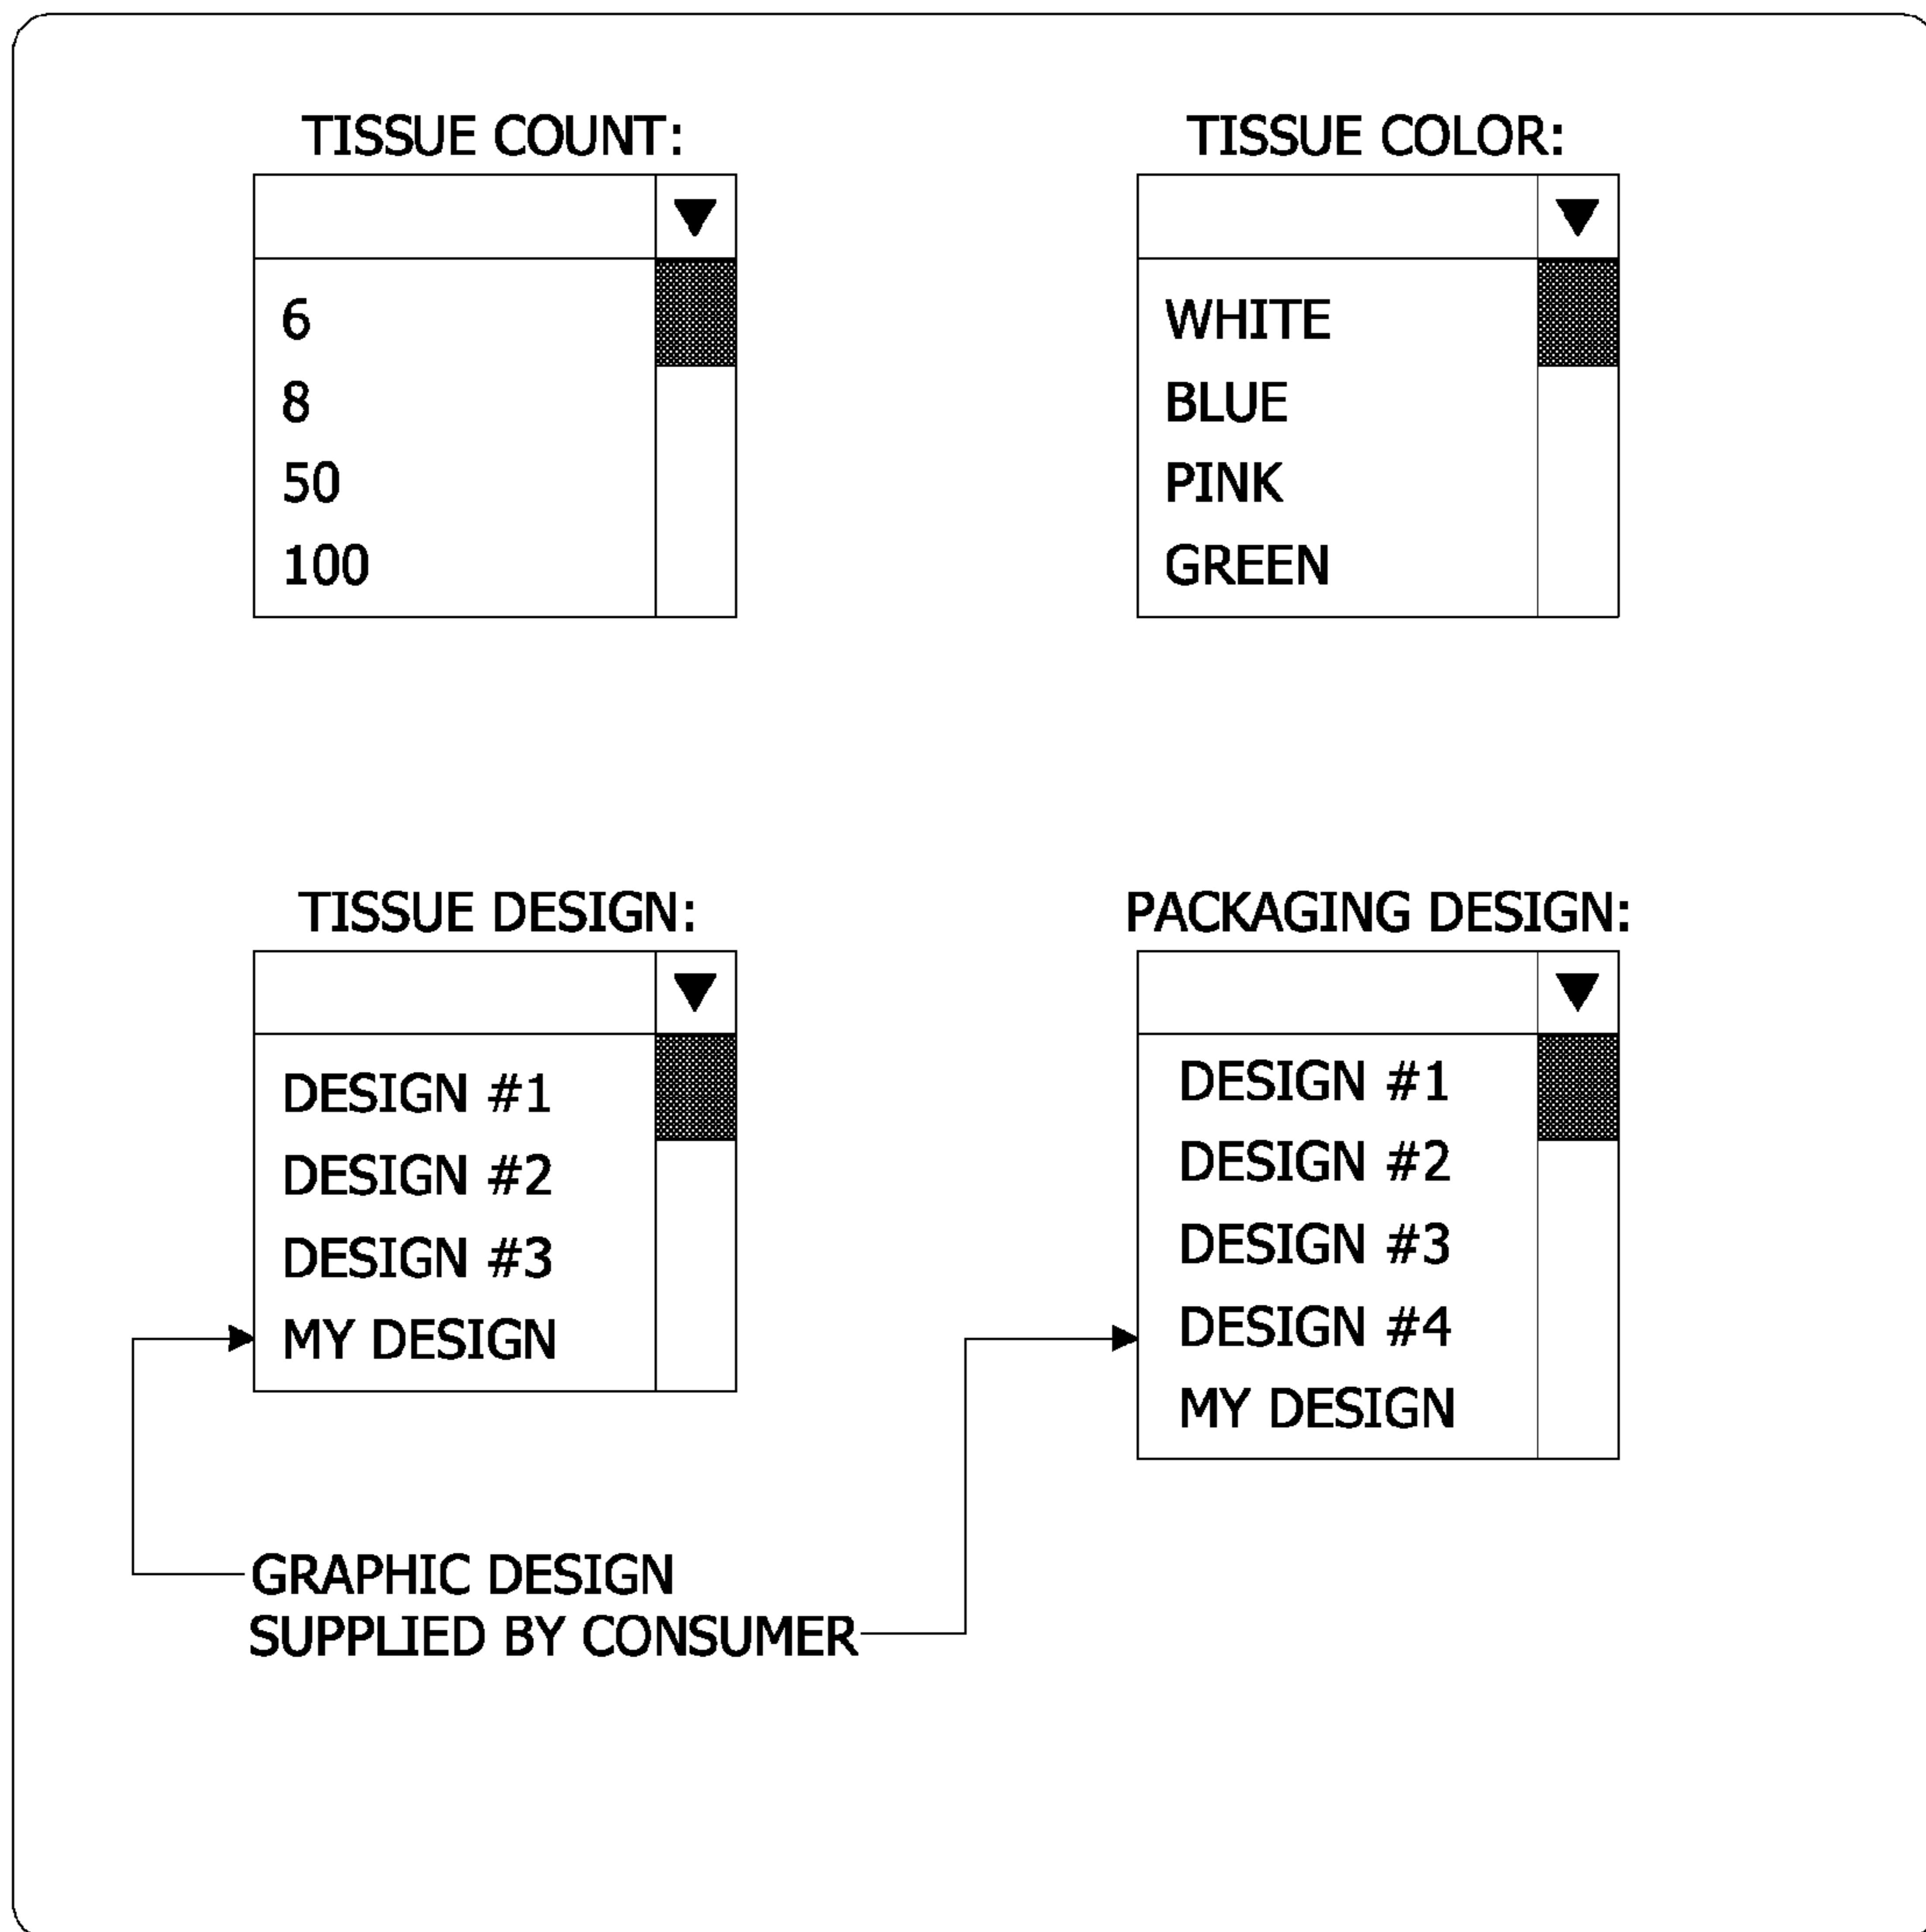 TISSUE COUNT:
6
8
50
100
TISSUE COLOR:
WHITE
BLUE
PINK
GREEN
TISSUE DESIGN:
DESIGN #1
DESIGN #2
DESIGN #3
MY DESIGN
PACKAGING DESIGN:
DESIGN #1
DESIGN #2
DESIGN #3
DESIGN #4
MY DESIGN
GRAPHIC DESIGN
SUPPLIED BY CONSUMER